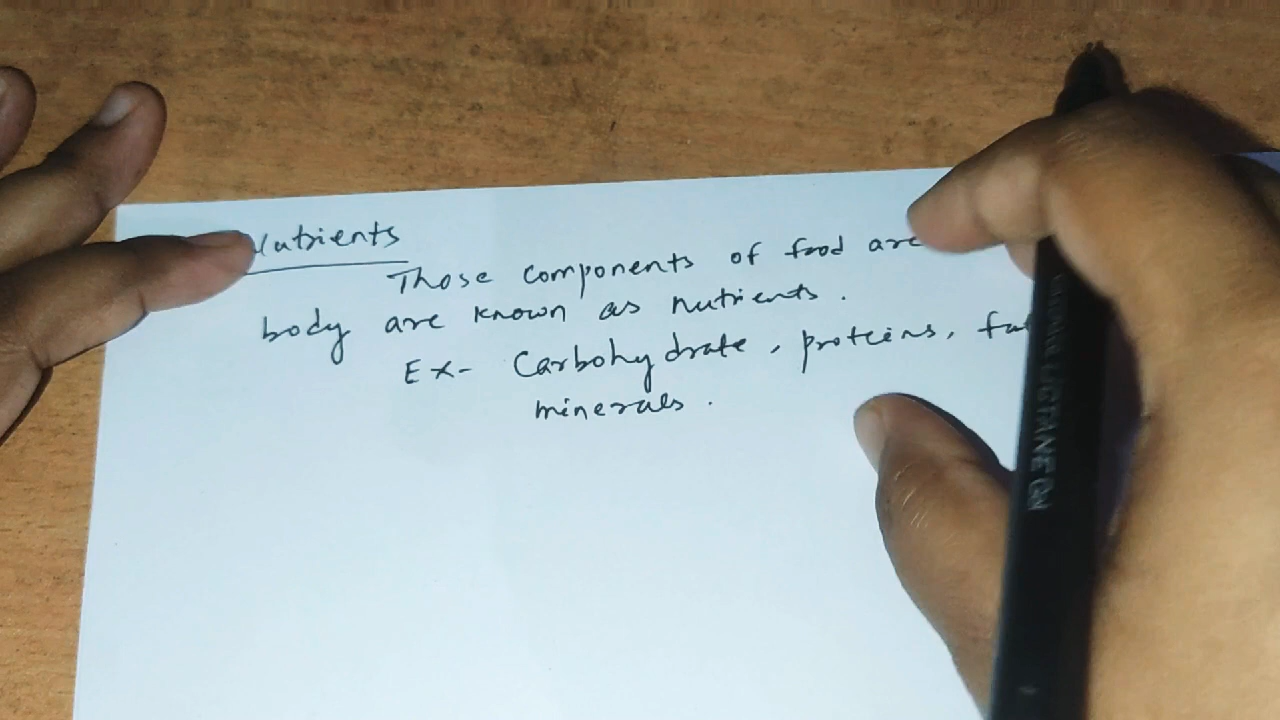 Nutrients
Those components of food are
body are known as nutrients.
Ex- Carbohydrate, proteins,
minerals.